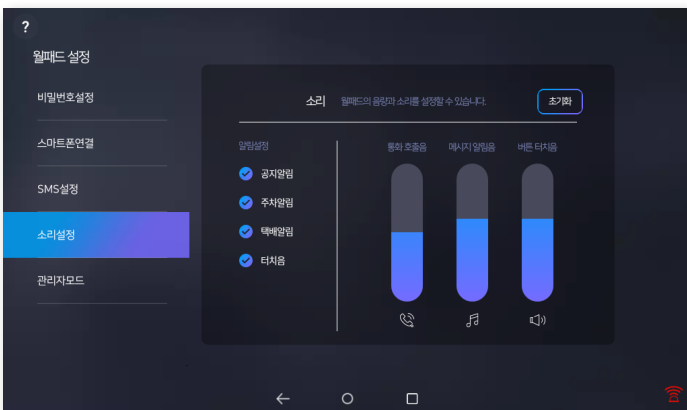 ?
월패드 설정
비밀번호설정
스마트폰연결
SMS설정
소리설정
관리자모드
소리 월패드의 음량과 소리를 설정할 수 있습니다. 초기화
알림설정
공지알림
주차알림
택배알림
터치음
통화 호출음 메시지 알림음 버튼 터치음